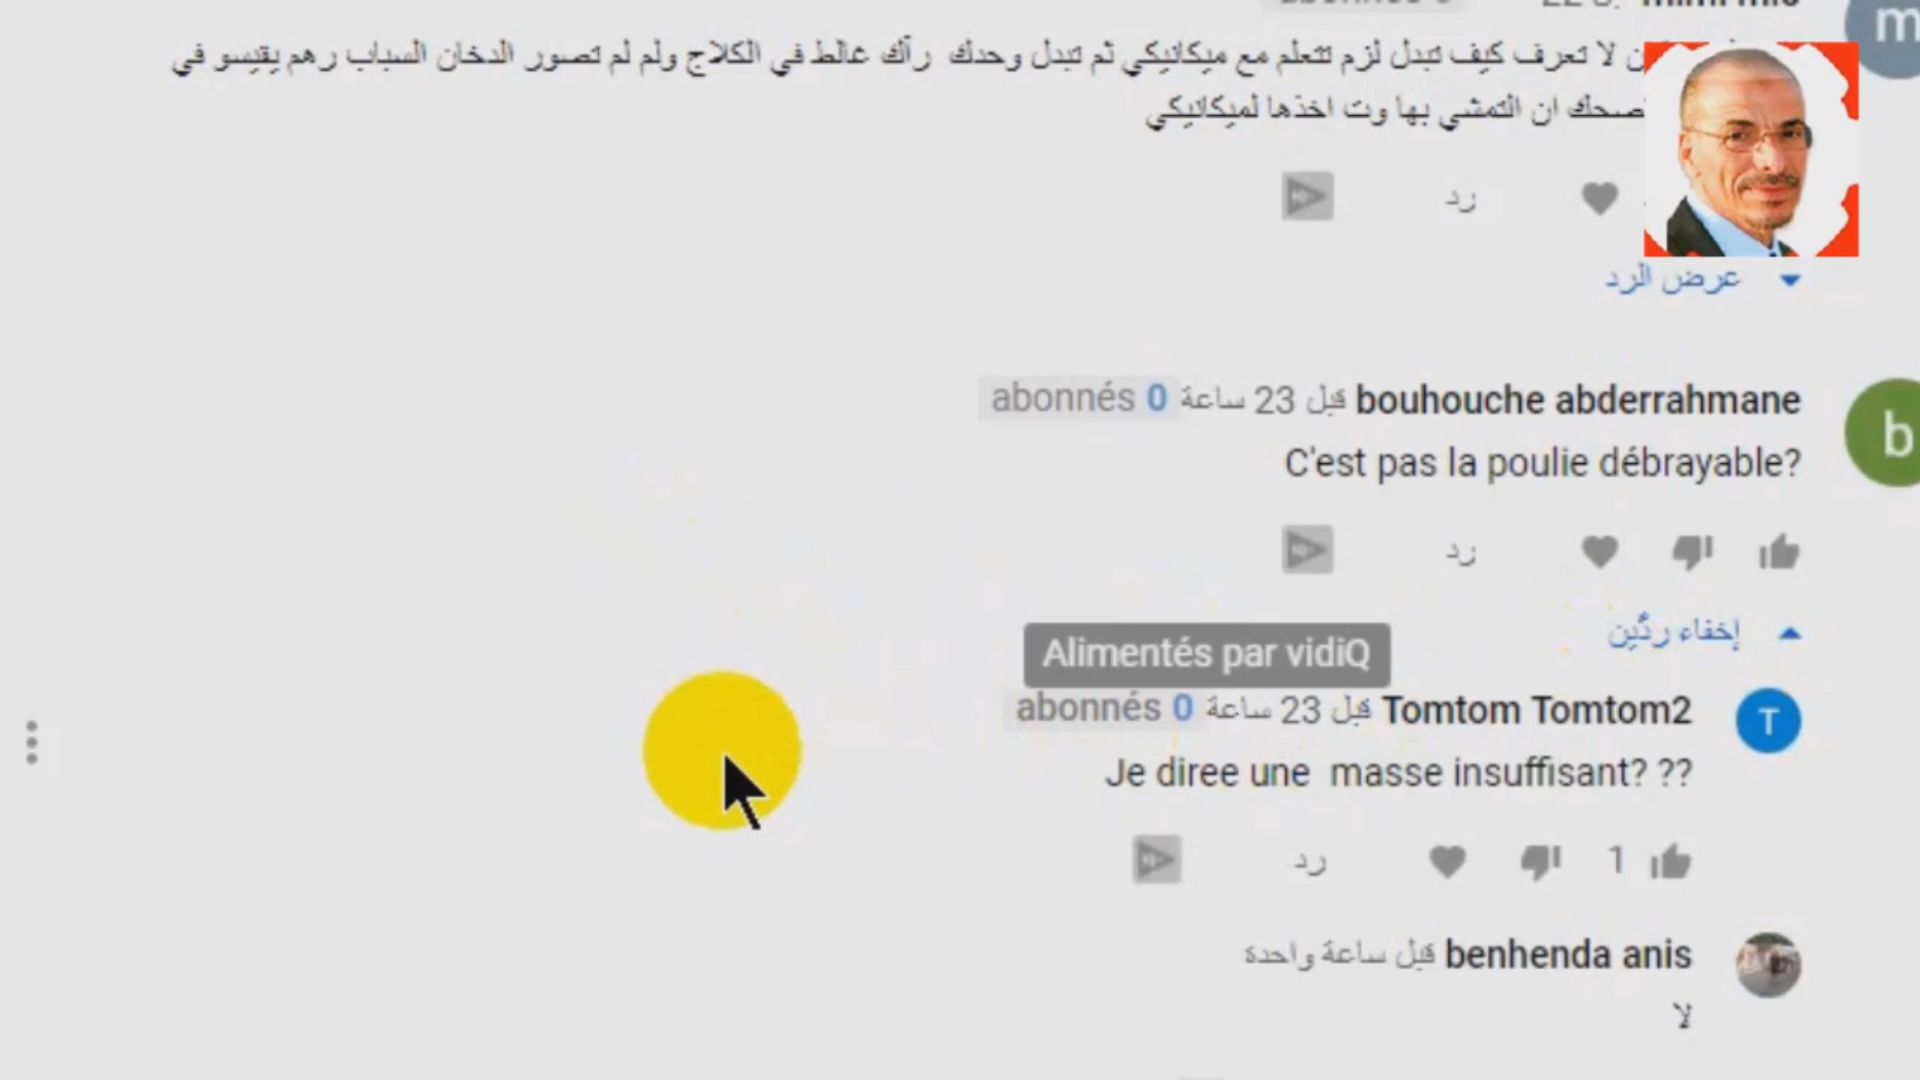 mimi mio
لا تعرف كيف تبدل لزم تتعلم مع ميكانيكي ثم تبدل وحدك رآك غالط في الكلاج ولم لم تصور الدخان السباب رهم يقيسو في
ان التمشي بها وت اخذها لميكانيكي
m
رد
عرض الرد
bouhouche abderrahmane قبل 23 ساعة abonnés 0
b
C'est pas la poulie débrayable?
رد
إخفاء ردَّين
Alimentés par vidiQ
Tomtom Tomtom2 قبل 23 ساعة abonnés 0
T
Je diree une masse insuffisant? ??
1 رد
benhenda anis قبل ساعة واحدة
لا